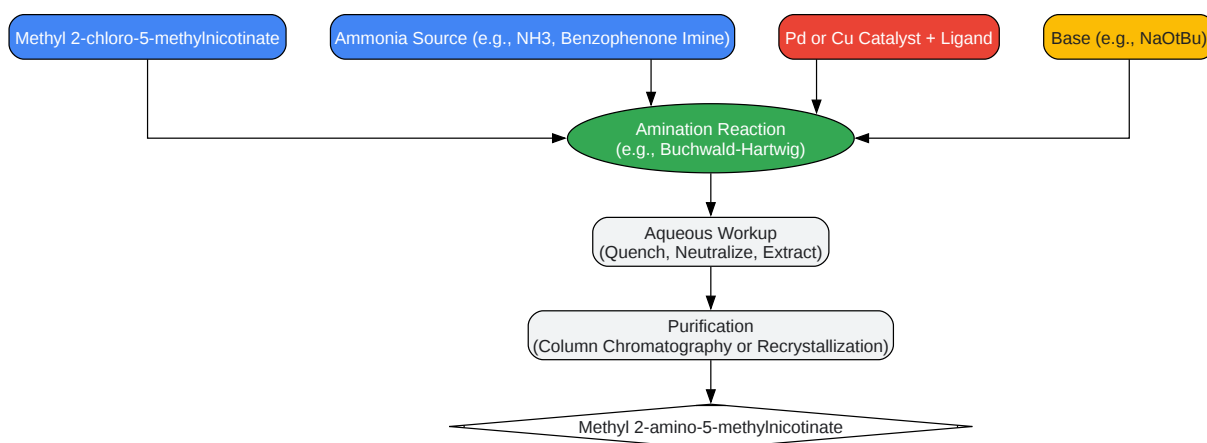 Methyl 2-chloro-5-methylnicotinate
Ammonia Source (e.g., NH3, Benzophenone Imine)
Pd or Cu Catalyst + Ligand
Base (e.g., NaOtBu)
Amination Reaction
(e.g., Buchwald-Hartwig)
Aqueous Workup
(Quench, Neutralize, Extract)
Purification
(Column Chromatography or Recrystallization)
Methyl 2-amino-5-methylnicotinate